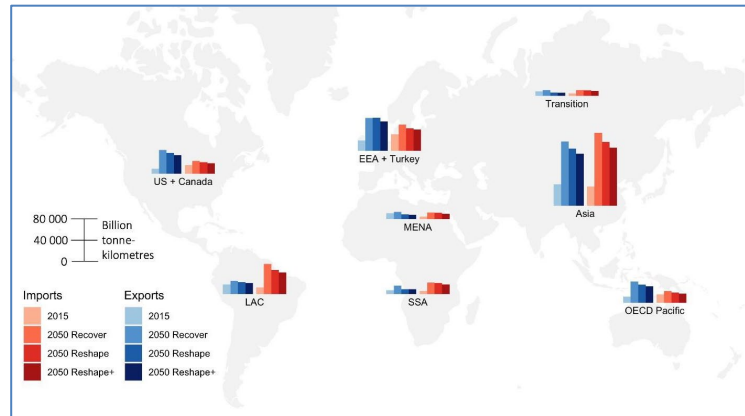 Transition
EEA + Turkey
US + Canada
Asia
MENA
80 000
40 000
0
Billion
tonne-
kilometres
LAC
SSA
OECD Pacific
Imports
2015
2050 Recover
2050 Reshape
2050 Reshape+
Exports
2015
2050 Recover
2050 Reshape
2050 Reshape+